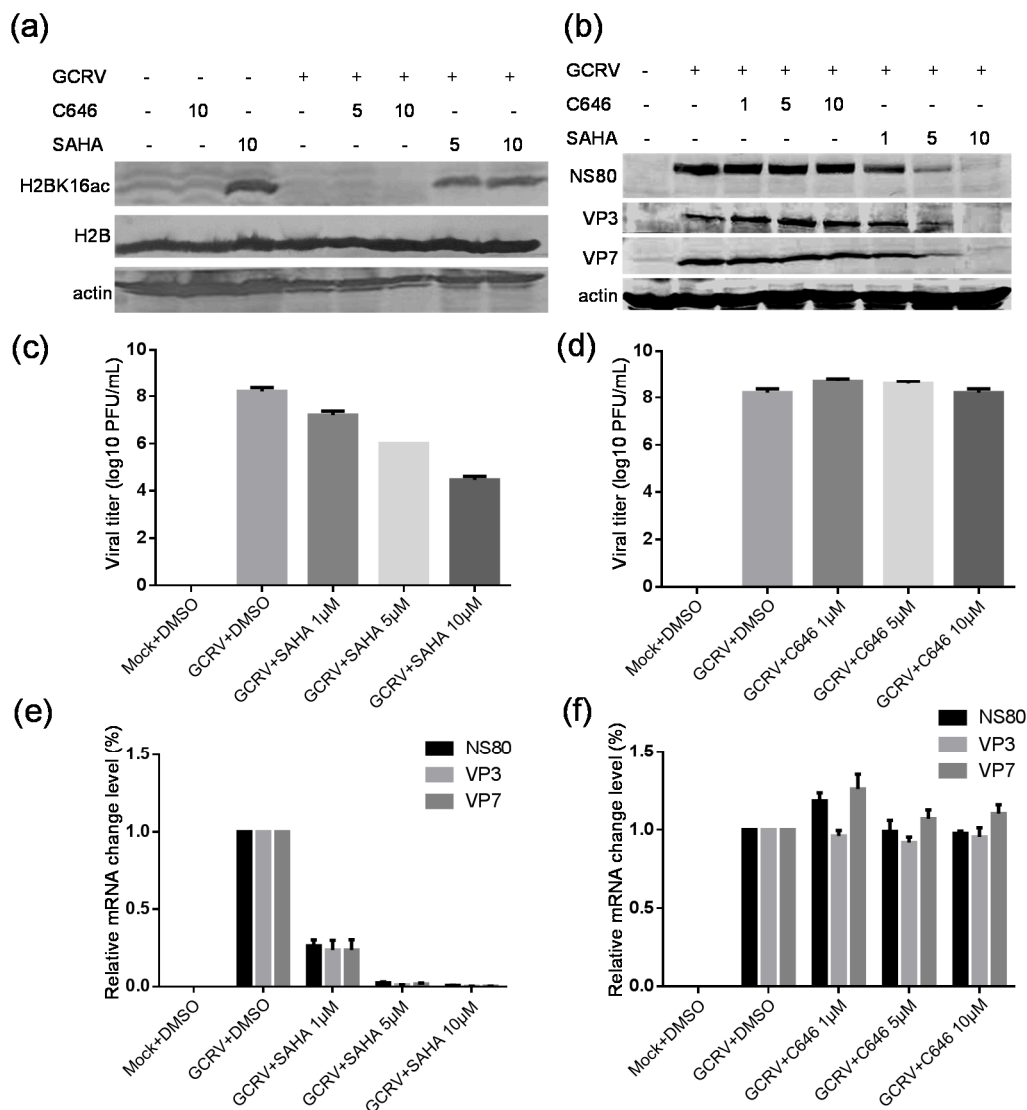 (a)
GCRV - - - + + + + +
C646 - 10 - - 5 10 - -
SAHA - - 10 - - - 5 10
H2BK16ac
H2B
actin
(b)
GCRV - + + + + + + +
C646 - - 1 5 10 - - -
SAHA - - - - - 1 5 10
NS80
VP3
VP7
actin
(c)
Viral titer (log10 PFU/mL)
10
8
6
4
2
0
Mock+DMSO
GCRV+DMSO
GCRV+SAHA 1μM
GCRV+SAHA 5μM
GCRV+SAHA 10μM
(d)
Viral titer (log10 PFU/mL)
10
8
6
4
2
0
Mock+DMSO
GCRV+DMSO
GCRV+C646 1μM
GCRV+C646 5μM
GCRV+C646 10μM
(e)
Relative mRNA change level (%)
1.5
1.0
0.5
0.0
NS80
VP3
VP7
Mock+DMSO
GCRV+DMSO
GCRV+SAHA 1μM
GCRV+SAHA 5μM
GCRV+SAHA 10μM
(f)
Relative mRNA change level (%)
1.5
1.0
0.5
0.0
NS80
VP3
VP7
Mock+DMSO
GCRV+DMSO
GCRV+C646 1μM
GCRV+C646 5μM
GCRV+C646 10μM